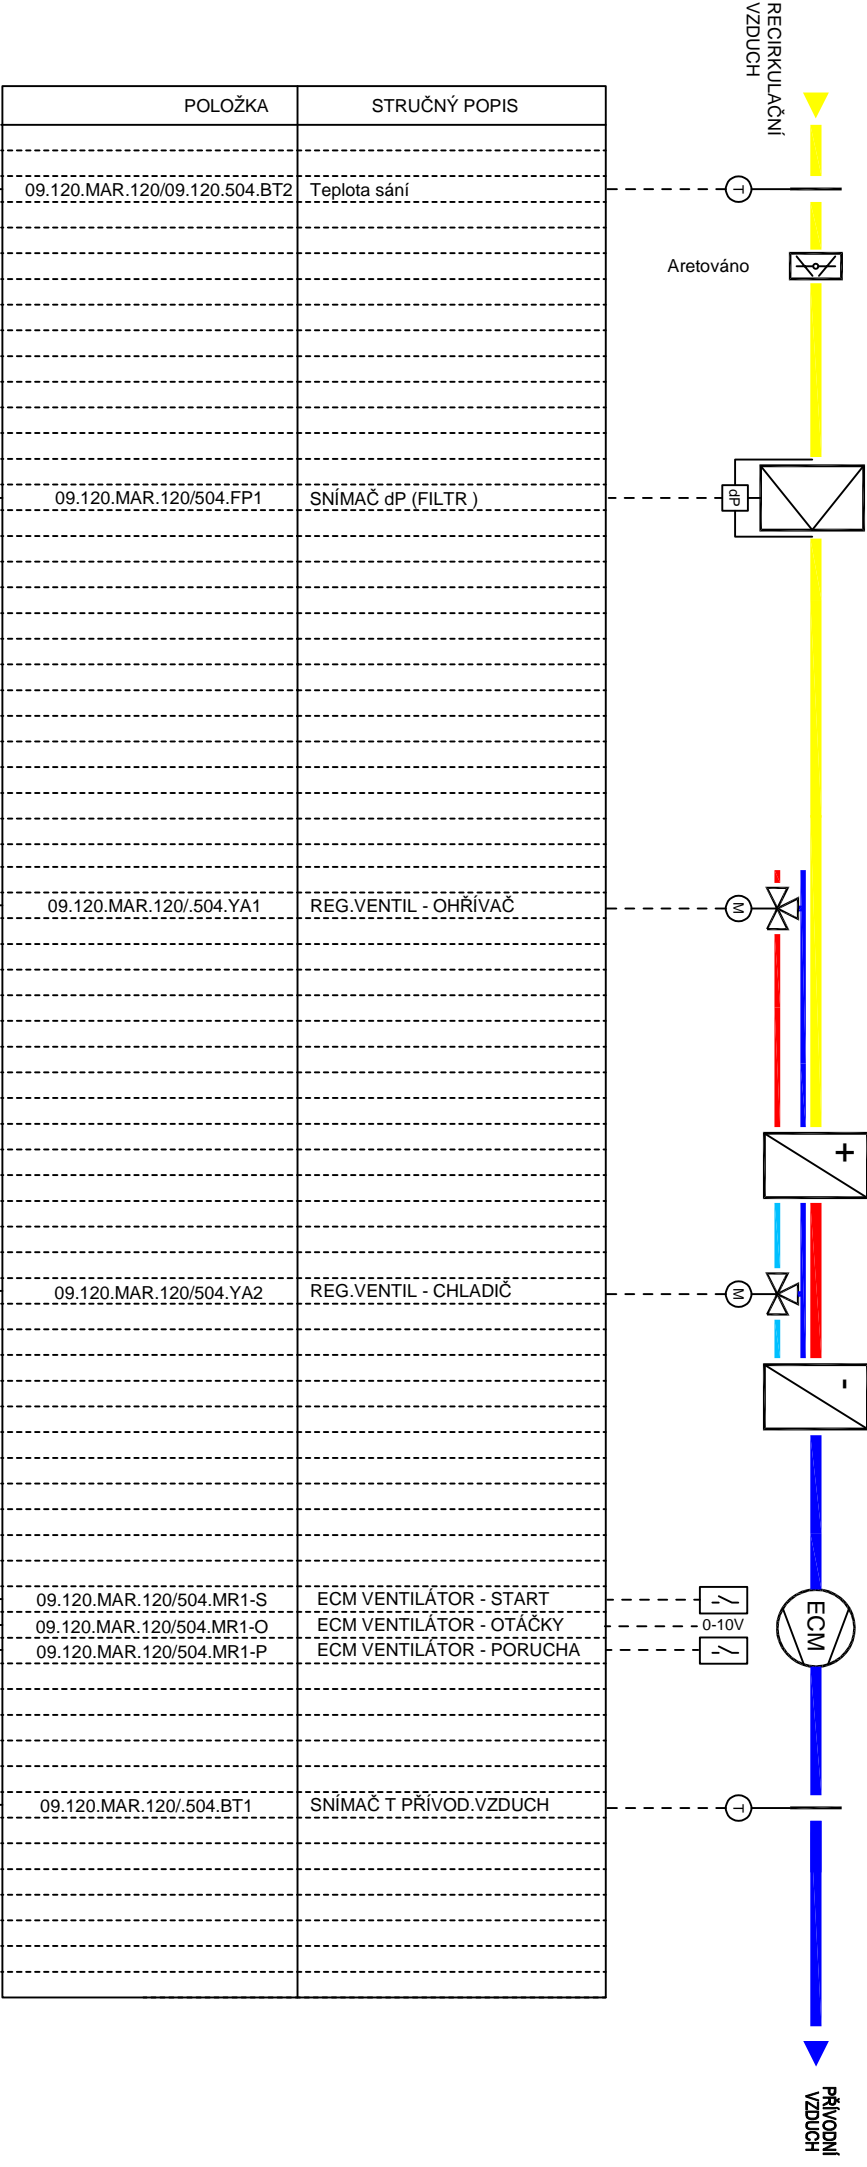 RECIRKULAČNÍ
VZDUCH
POLOŽKA STRUČNÝ POPIS
09.120.MAR.120/09.120.504.BT2 Teplota sání T
Aretováno
09.120.MAR.120/504.FP1 SNÍMAČ dP (FILTR ) dP
09.120.MAR.120/.504.YA1 REG.VENTIL - OHŘÍVAČ M
+
09.120.MAR.120/504.YA2 REG.VENTIL - CHLADIČ M
-
09.120.MAR.120/504.MR1-S ECM VENTILÁTOR - START
09.120.MAR.120/504.MR1-O ECM VENTILÁTOR - OTÁČKY 0-10V ECM
09.120.MAR.120/504.MR1-P ECM VENTILÁTOR - PORUCHA
09.120.MAR.120/.504.BT1 SNÍMAČ T PŘÍVOD.VZDUCH T
PŘÍVODNÍ
VZDUCH